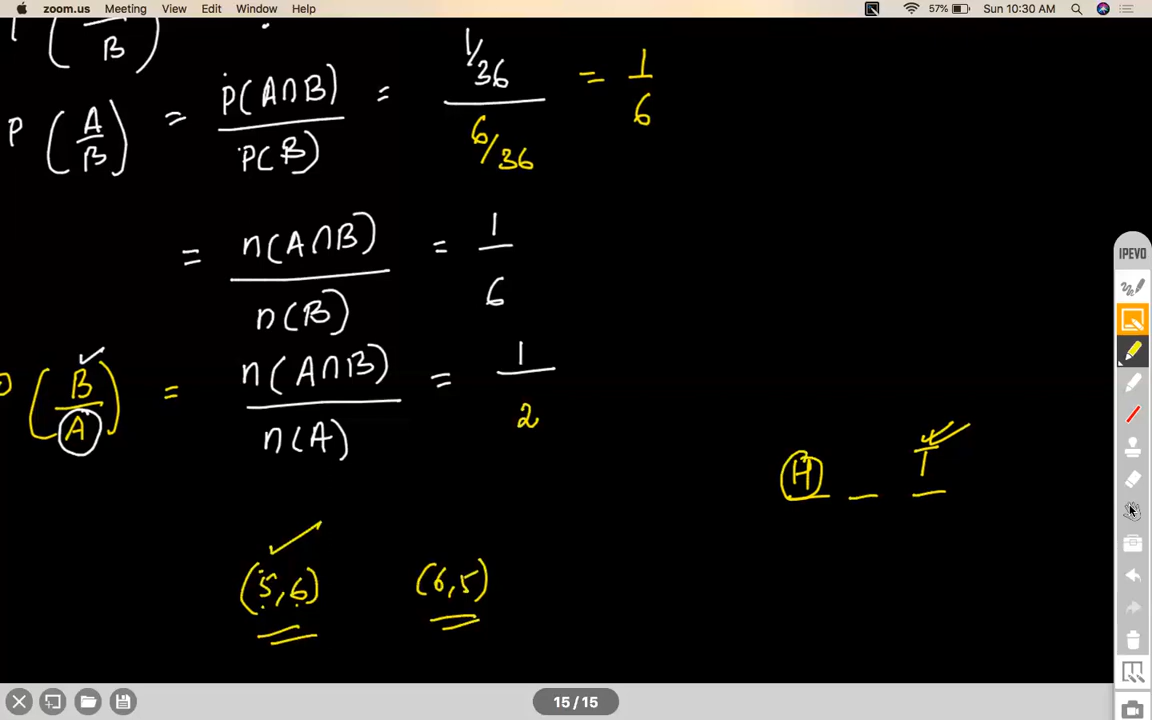 zoom.us Meeting View Edit Window Help 57% Sun 10:30 AM
B
P (A/B) = p(A∩B)/P(B) = 1/36 / 6/36 = 1/6
= n(A∩B)/n(B) = 1/6
(B/A) = n(A∩B)/n(A) = 1/2
H _ T
(5,6) (6,5)
15/15
IPEVO